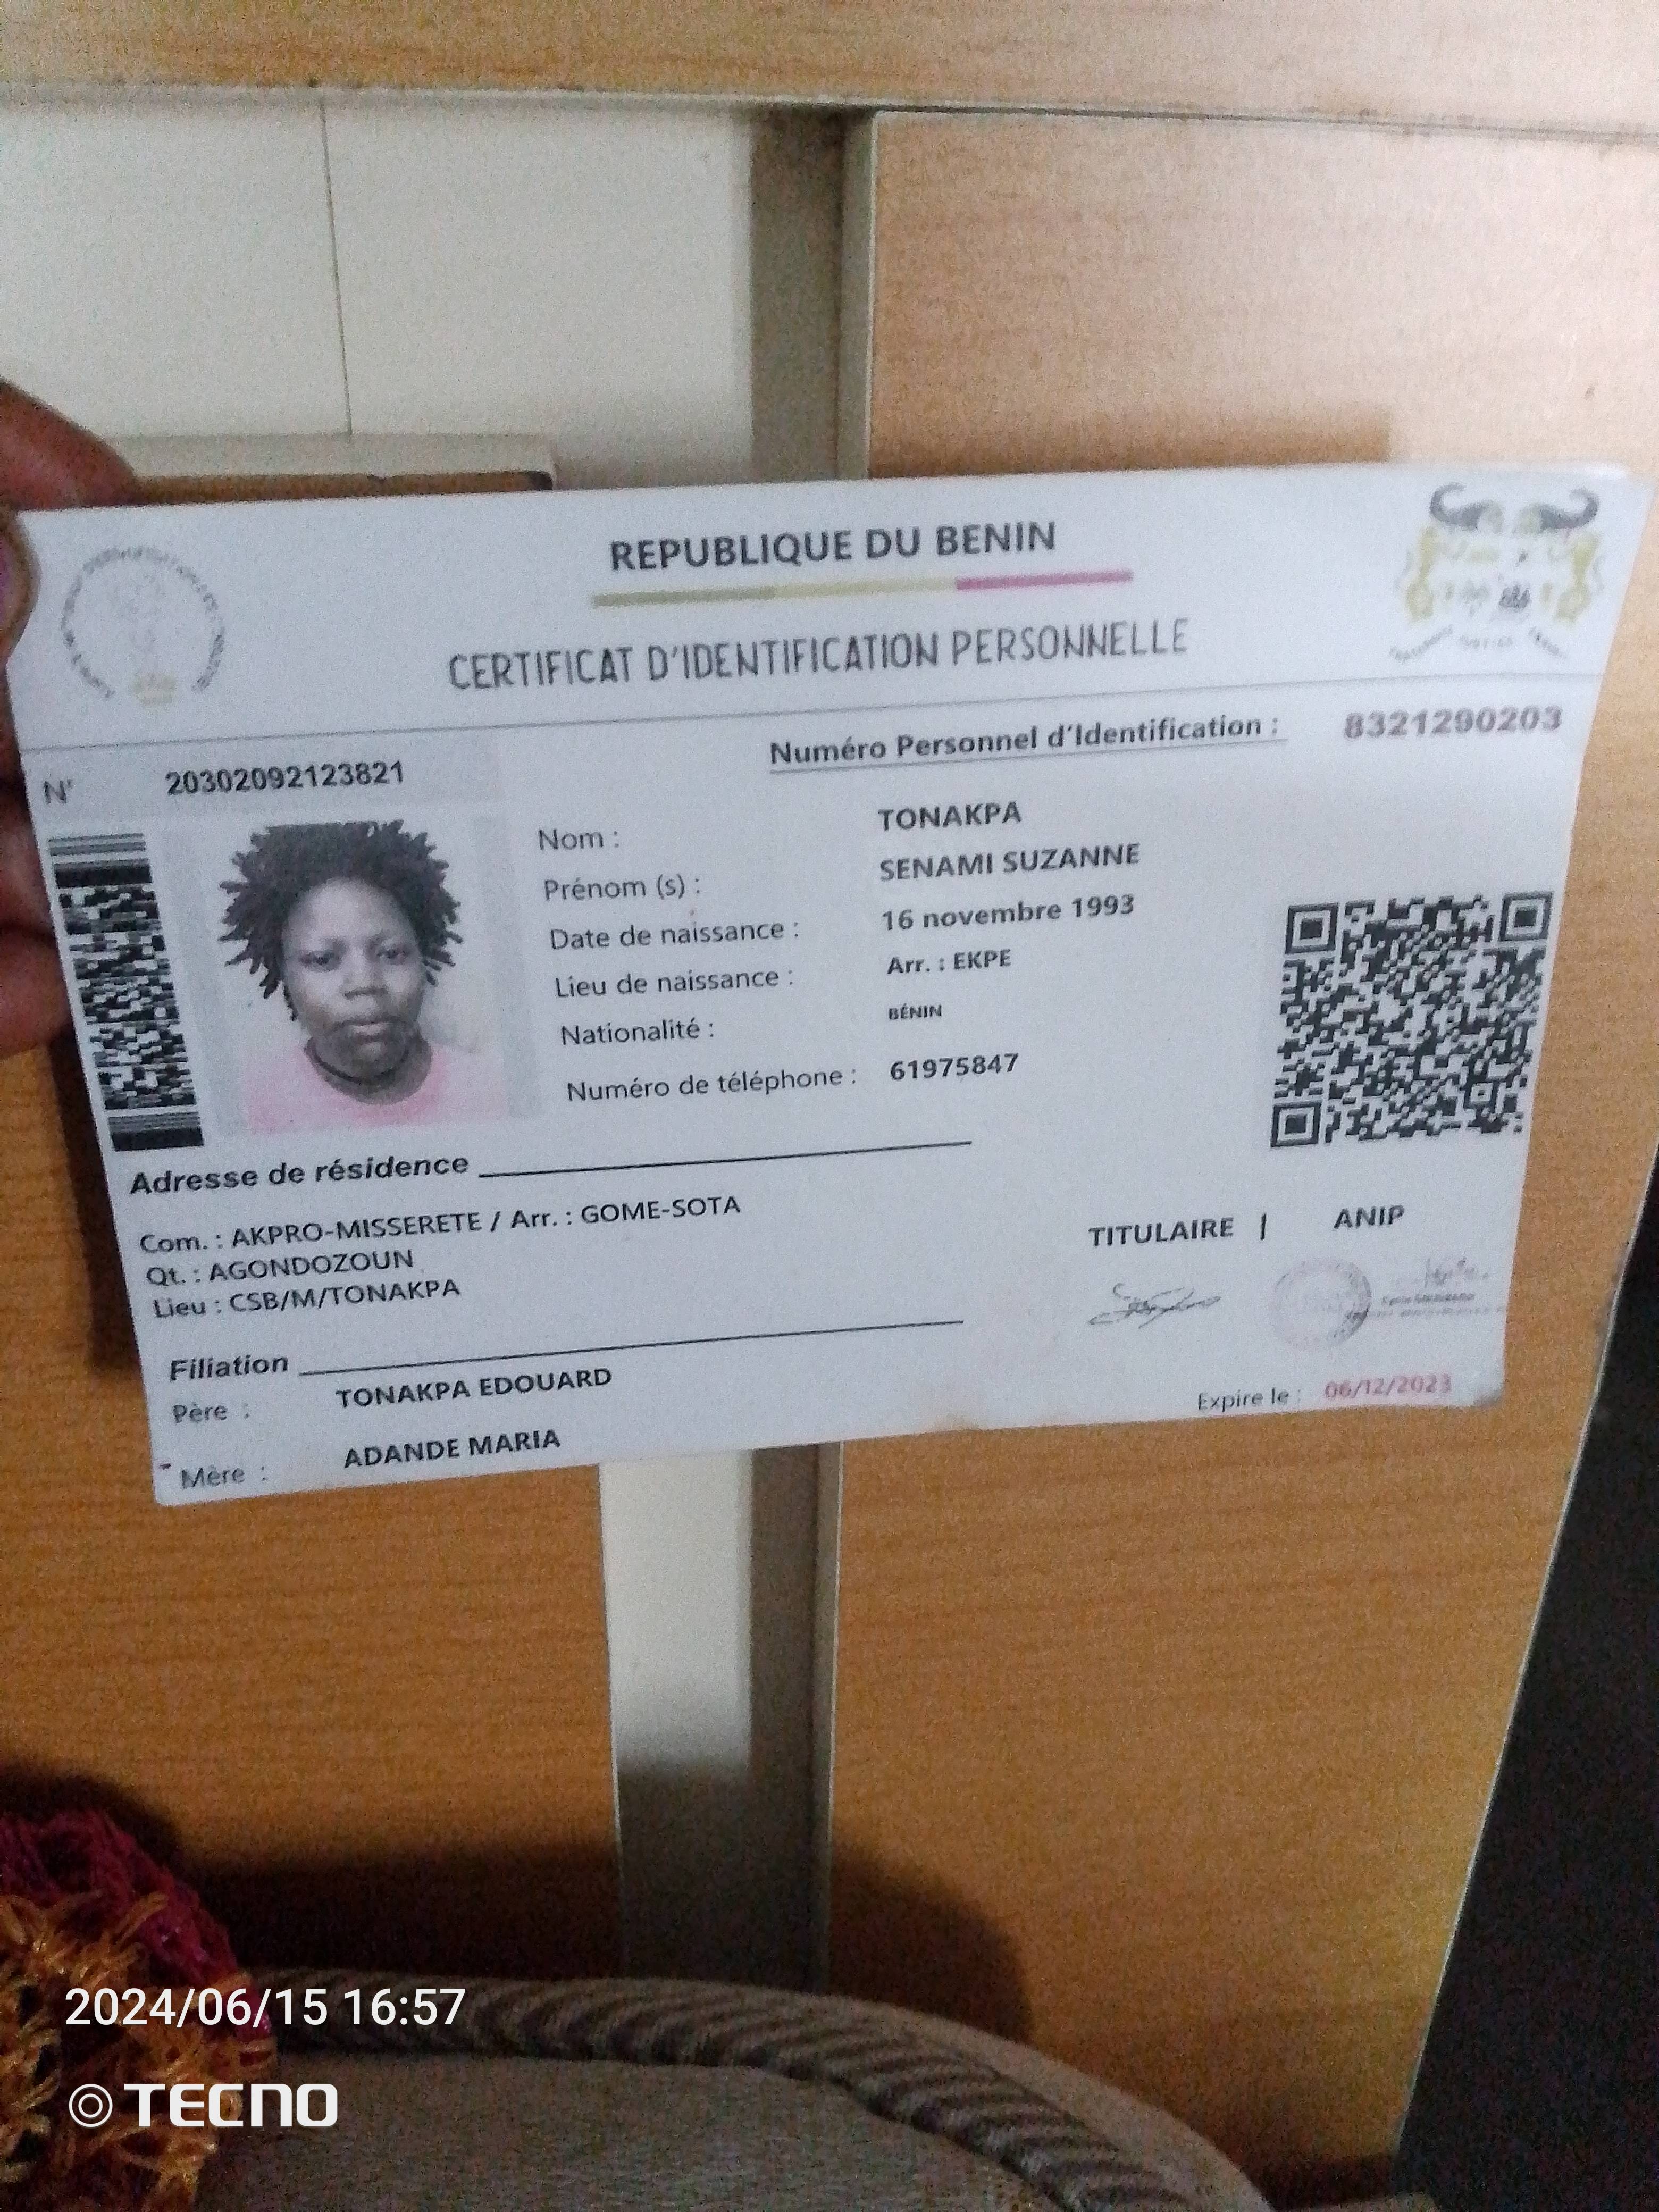 REPUBLIQUE DU BENIN
CERTIFICAT D'IDENTIFICATION PERSONNELLE
Numéro Personnel d'Identification : 8321290203
N° 20302092123821
Nom : TONAKPA
Prénom (s) : SENAMI SUZANNE
Date de naissance : 16 novembre 1993
Lieu de naissance : Arr. : EKPE
Nationalité : BÉNIN
Numéro de téléphone : 61975847
Adresse de résidence
Com. : AKPRO-MISSERETE / Arr. : GOME-SOTA
Qt. : AGONDOZOUN
Lieu : CSB/M/TONAKPA
TITULAIRE | ANIP
Filiation
Père : TONAKPA EDOUARD
Mère : ADANDE MARIA
Expire le : 06/12/2023
2024/06/15 16:57
TECNO